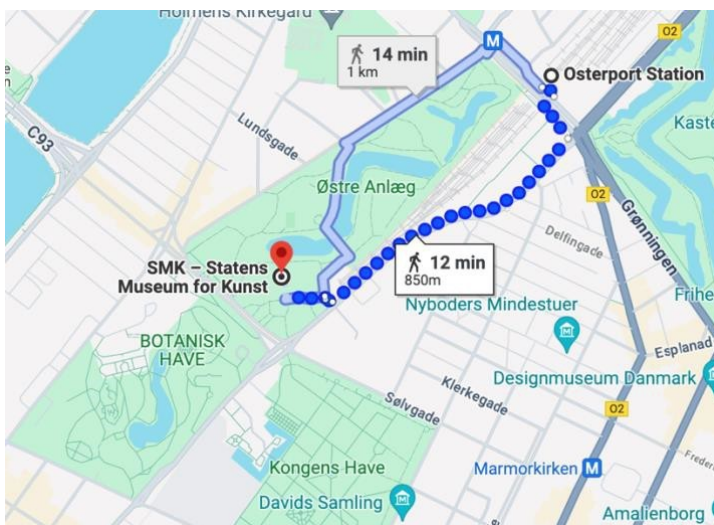 Holmens Kirkegård
O2
14 min
1 km
M
Osterport Station
Kaste
C93
Lundsgade
O2
Østre Anlæg
Grønningen
Delfingade
SMK – Statens
Museum for Kunst
12 min
850m
Nyboders Mindestuer
Frihe
BOTANISK
HAVE
Esplanad
Designmuseum Danmark
Klerkegade
Sølvgade
O2
Freder
Kongens Have
Marmorkirken M
Davids Samling
Amalienborg